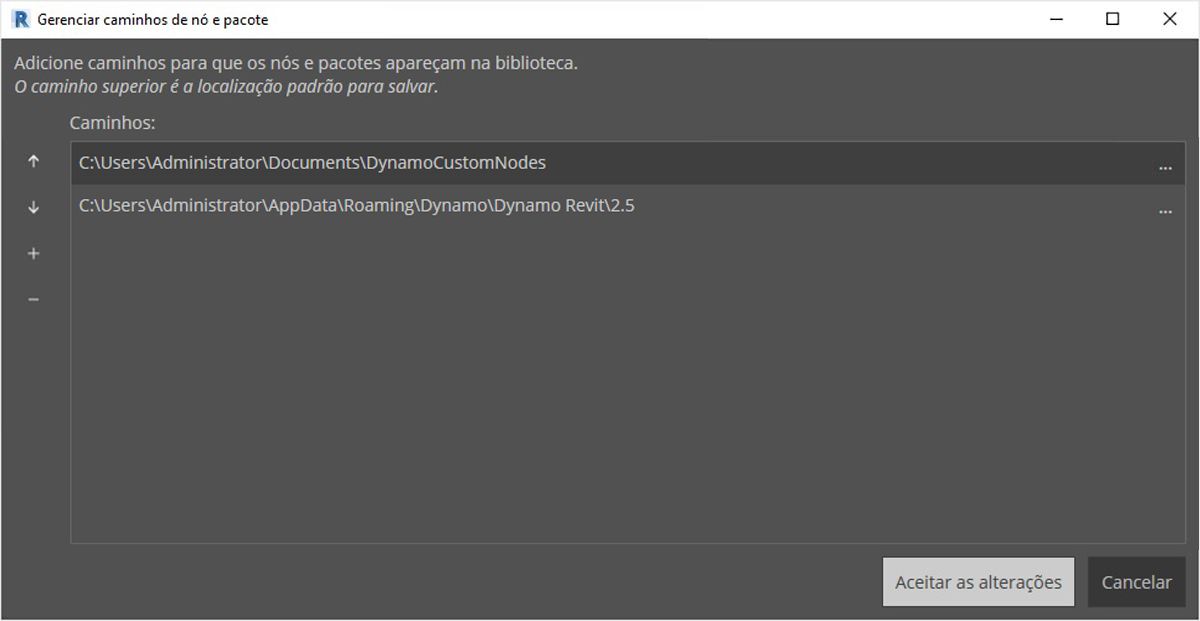 Gerenciar caminhos de nó e pacote
Adicione caminhos para que os nós e pacotes apareçam na biblioteca.
O caminho superior é a localização padrão para salvar.
Caminhos:
C:\Users\Administrator\Documents\DynamoCustomNodes ...
C:\Users\Administrator\AppData\Roaming\Dynamo\Dynamo Revit\2.5 ...
Aceitar as alterações Cancelar